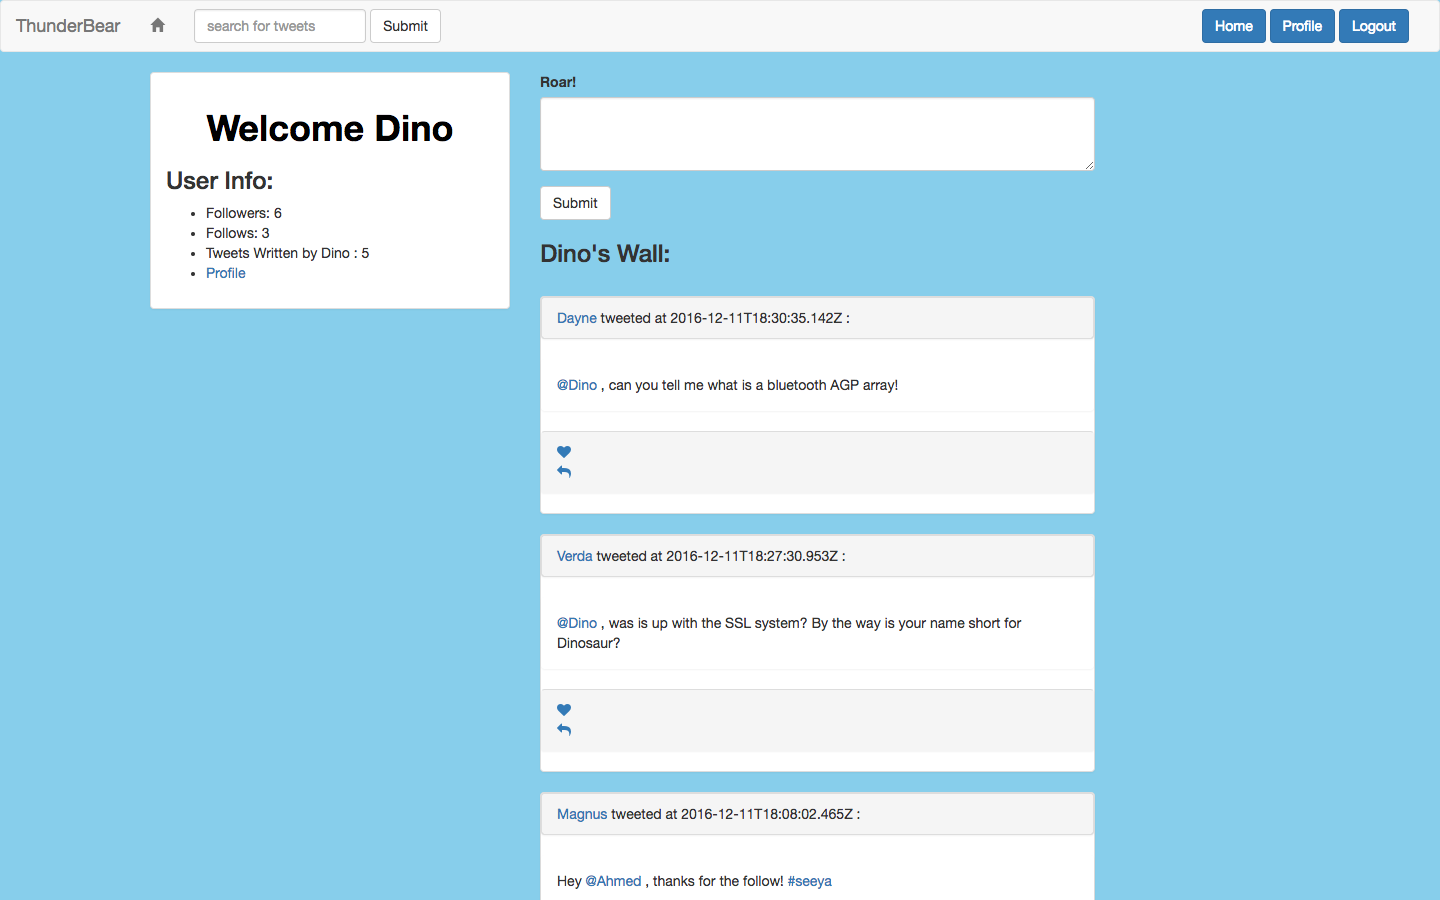 ThunderBear
search for tweets
Submit
Home
Profile
Logout
Welcome Dino
User Info:
Followers: 6
Follows: 3
Tweets Written by Dino : 5
Profile
Roar!
Submit
Dino's Wall:
Dayne tweeted at 2016-12-11T18:30:35.142Z :
@Dino , can you tell me what is a bluetooth AGP array!
Verda tweeted at 2016-12-11T18:27:30.953Z :
@Dino , was is up with the SSL system? By the way is your name short for
Dinosaur?
Magnus tweeted at 2016-12-11T18:08:02.465Z :
Hey @Ahmed , thanks for the follow! #seeya